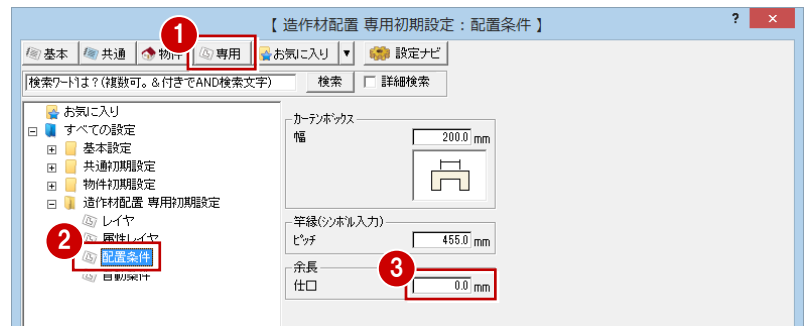 【 造作材配置 専用初期設定：配置条件 】
? ×
1
基本 共通 物件 専用 お気に入り ▼ 設定ナビ
検索ワードは？(複数可。＆付きでAND検索文字) 検索 詳細検索
お気に入り
すべての設定
基本設定
共通初期設定
物件初期設定
造作材配置 専用初期設定
レイヤ
2 属性レイヤ
配置条件
自動条件
カーテンボックス
幅 200.0 mm
竿縁(シンボル入力)
ピッチ 455.0 mm
余長
3
仕口 0.0 mm